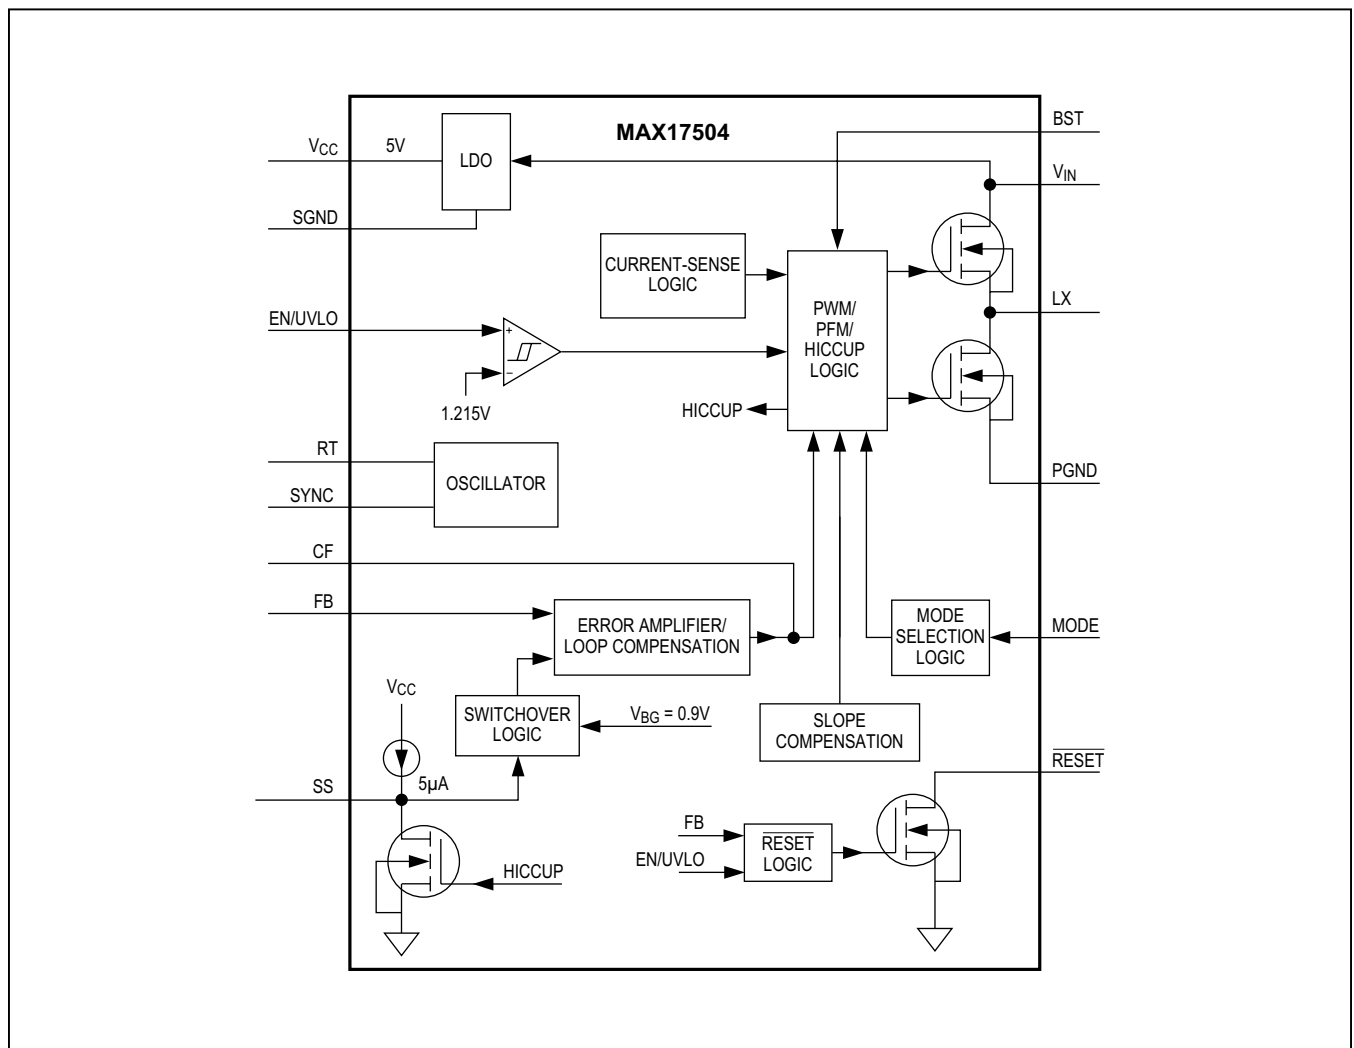 MAX17504
BST
VCC
5V
LDO
VIN
SGND
CURRENT-SENSE
LOGIC
LX
EN/UVLO
+
−
1.215V
PWM/
PFM/
HICCUP
LOGIC
HICCUP
RT
SYNC
OSCILLATOR
PGND
CF
FB
ERROR AMPLIFIER/
LOOP COMPENSATION
MODE
SELECTION
LOGIC
MODE
VCC
SWITCHOVER
LOGIC
VBG = 0.9V
SLOPE
COMPENSATION
RESET
SS
5µA
FB
EN/UVLO
RESET
LOGIC
HICCUP